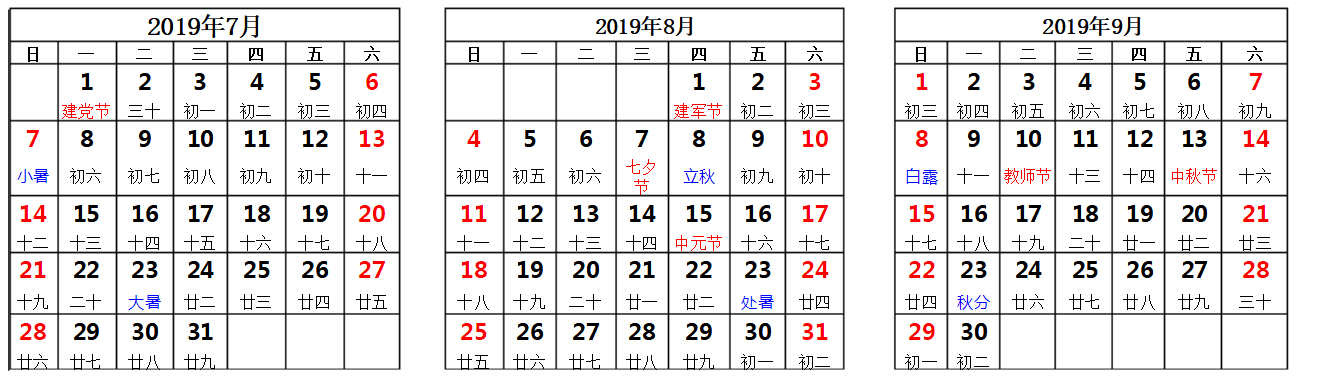 2019年7月
日 一 二 三 四 五 六
1 2 3 4 5 6
建党节 三十 初一 初二 初三 初四
7 8 9 10 11 12 13
小暑 初六 初七 初八 初九 初十 十一
14 15 16 17 18 19 20
十二 十三 十四 十五 十六 十七 十八
21 22 23 24 25 26 27
十九 二十 大暑 廿二 廿三 廿四 廿五
28 29 30 31
廿六 廿七 廿八 廿九
2019年8月
日 一 二 三 四 五 六
1 2 3
建军节 初二 初三
4 5 6 7 8 9 10
初四 初五 初六 七夕节 立秋 初九 初十
11 12 13 14 15 16 17
十一 十二 十三 十四 中元节 十六 十七
18 19 20 21 22 23 24
十八 十九 二十 廿一 廿二 处暑 廿四
25 26 27 28 29 30 31
廿五 廿六 廿七 廿八 廿九 初一 初二
2019年9月
日 一 二 三 四 五 六
1 2 3 4 5 6 7
初三 初四 初五 初六 初七 初八 初九
8 9 10 11 12 13 14
白露 十一 教师节 十三 十四 中秋节 十六
15 16 17 18 19 20 21
十七 十八 十九 二十 廿一 廿二 廿三
22 23 24 25 26 27 28
廿四 秋分 廿六 廿七 廿八 廿九 三十
29 30
初一 初二